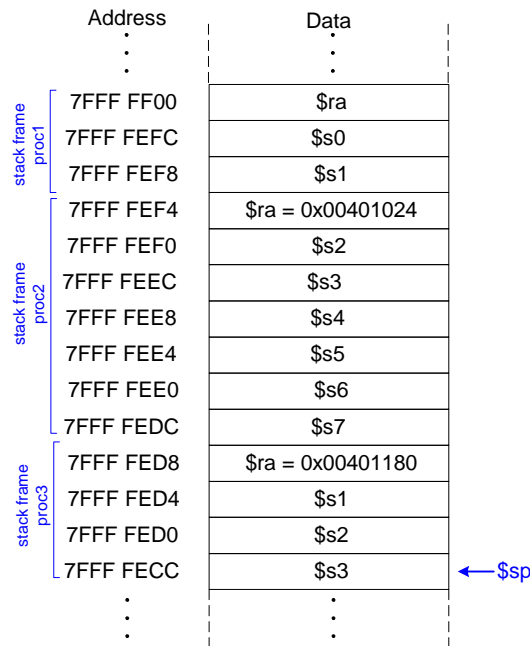 Address Data
7FFF FF00 $ra
7FFF FEFC $s0
7FFF FEF8 $s1
stack frame
proc1
7FFF FEF4 $ra = 0x00401024
7FFF FEF0 $s2
7FFF FEEC $s3
7FFF FEE8 $s4
7FFF FEE4 $s5
7FFF FEE0 $s6
7FFF FEDC $s7
stack frame
proc2
7FFF FED8 $ra = 0x00401180
7FFF FED4 $s1
7FFF FED0 $s2
7FFF FECC $s3 $sp
stack frame
proc3